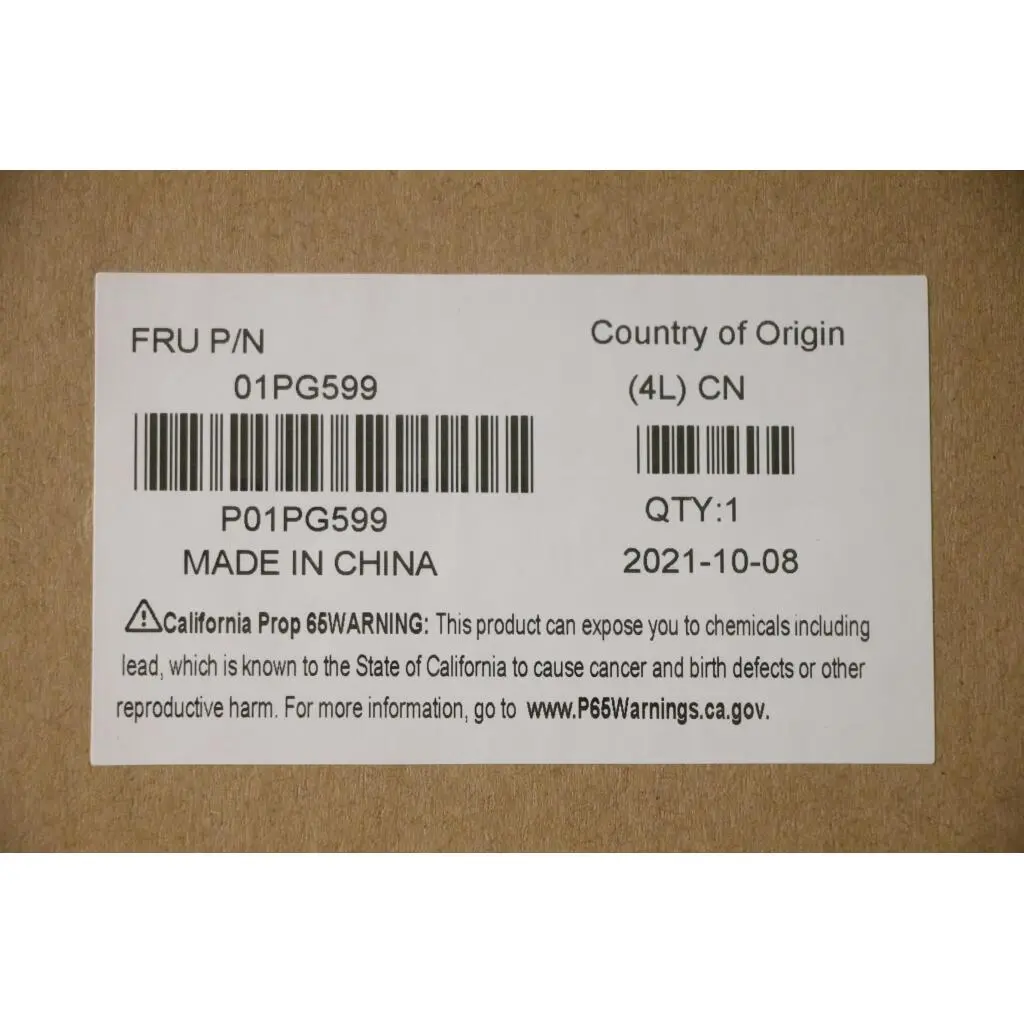 FRU P/N
01PG599
P01PG599
MADE IN CHINA
Country of Origin
(4L) CN
QTY:1
2021-10-08
⚠California Prop 65WARNING: This product can expose you to chemicals including
lead, which is known to the State of California to cause cancer and birth defects or other
reproductive harm. For more information, go to www.P65Warnings.ca.gov.